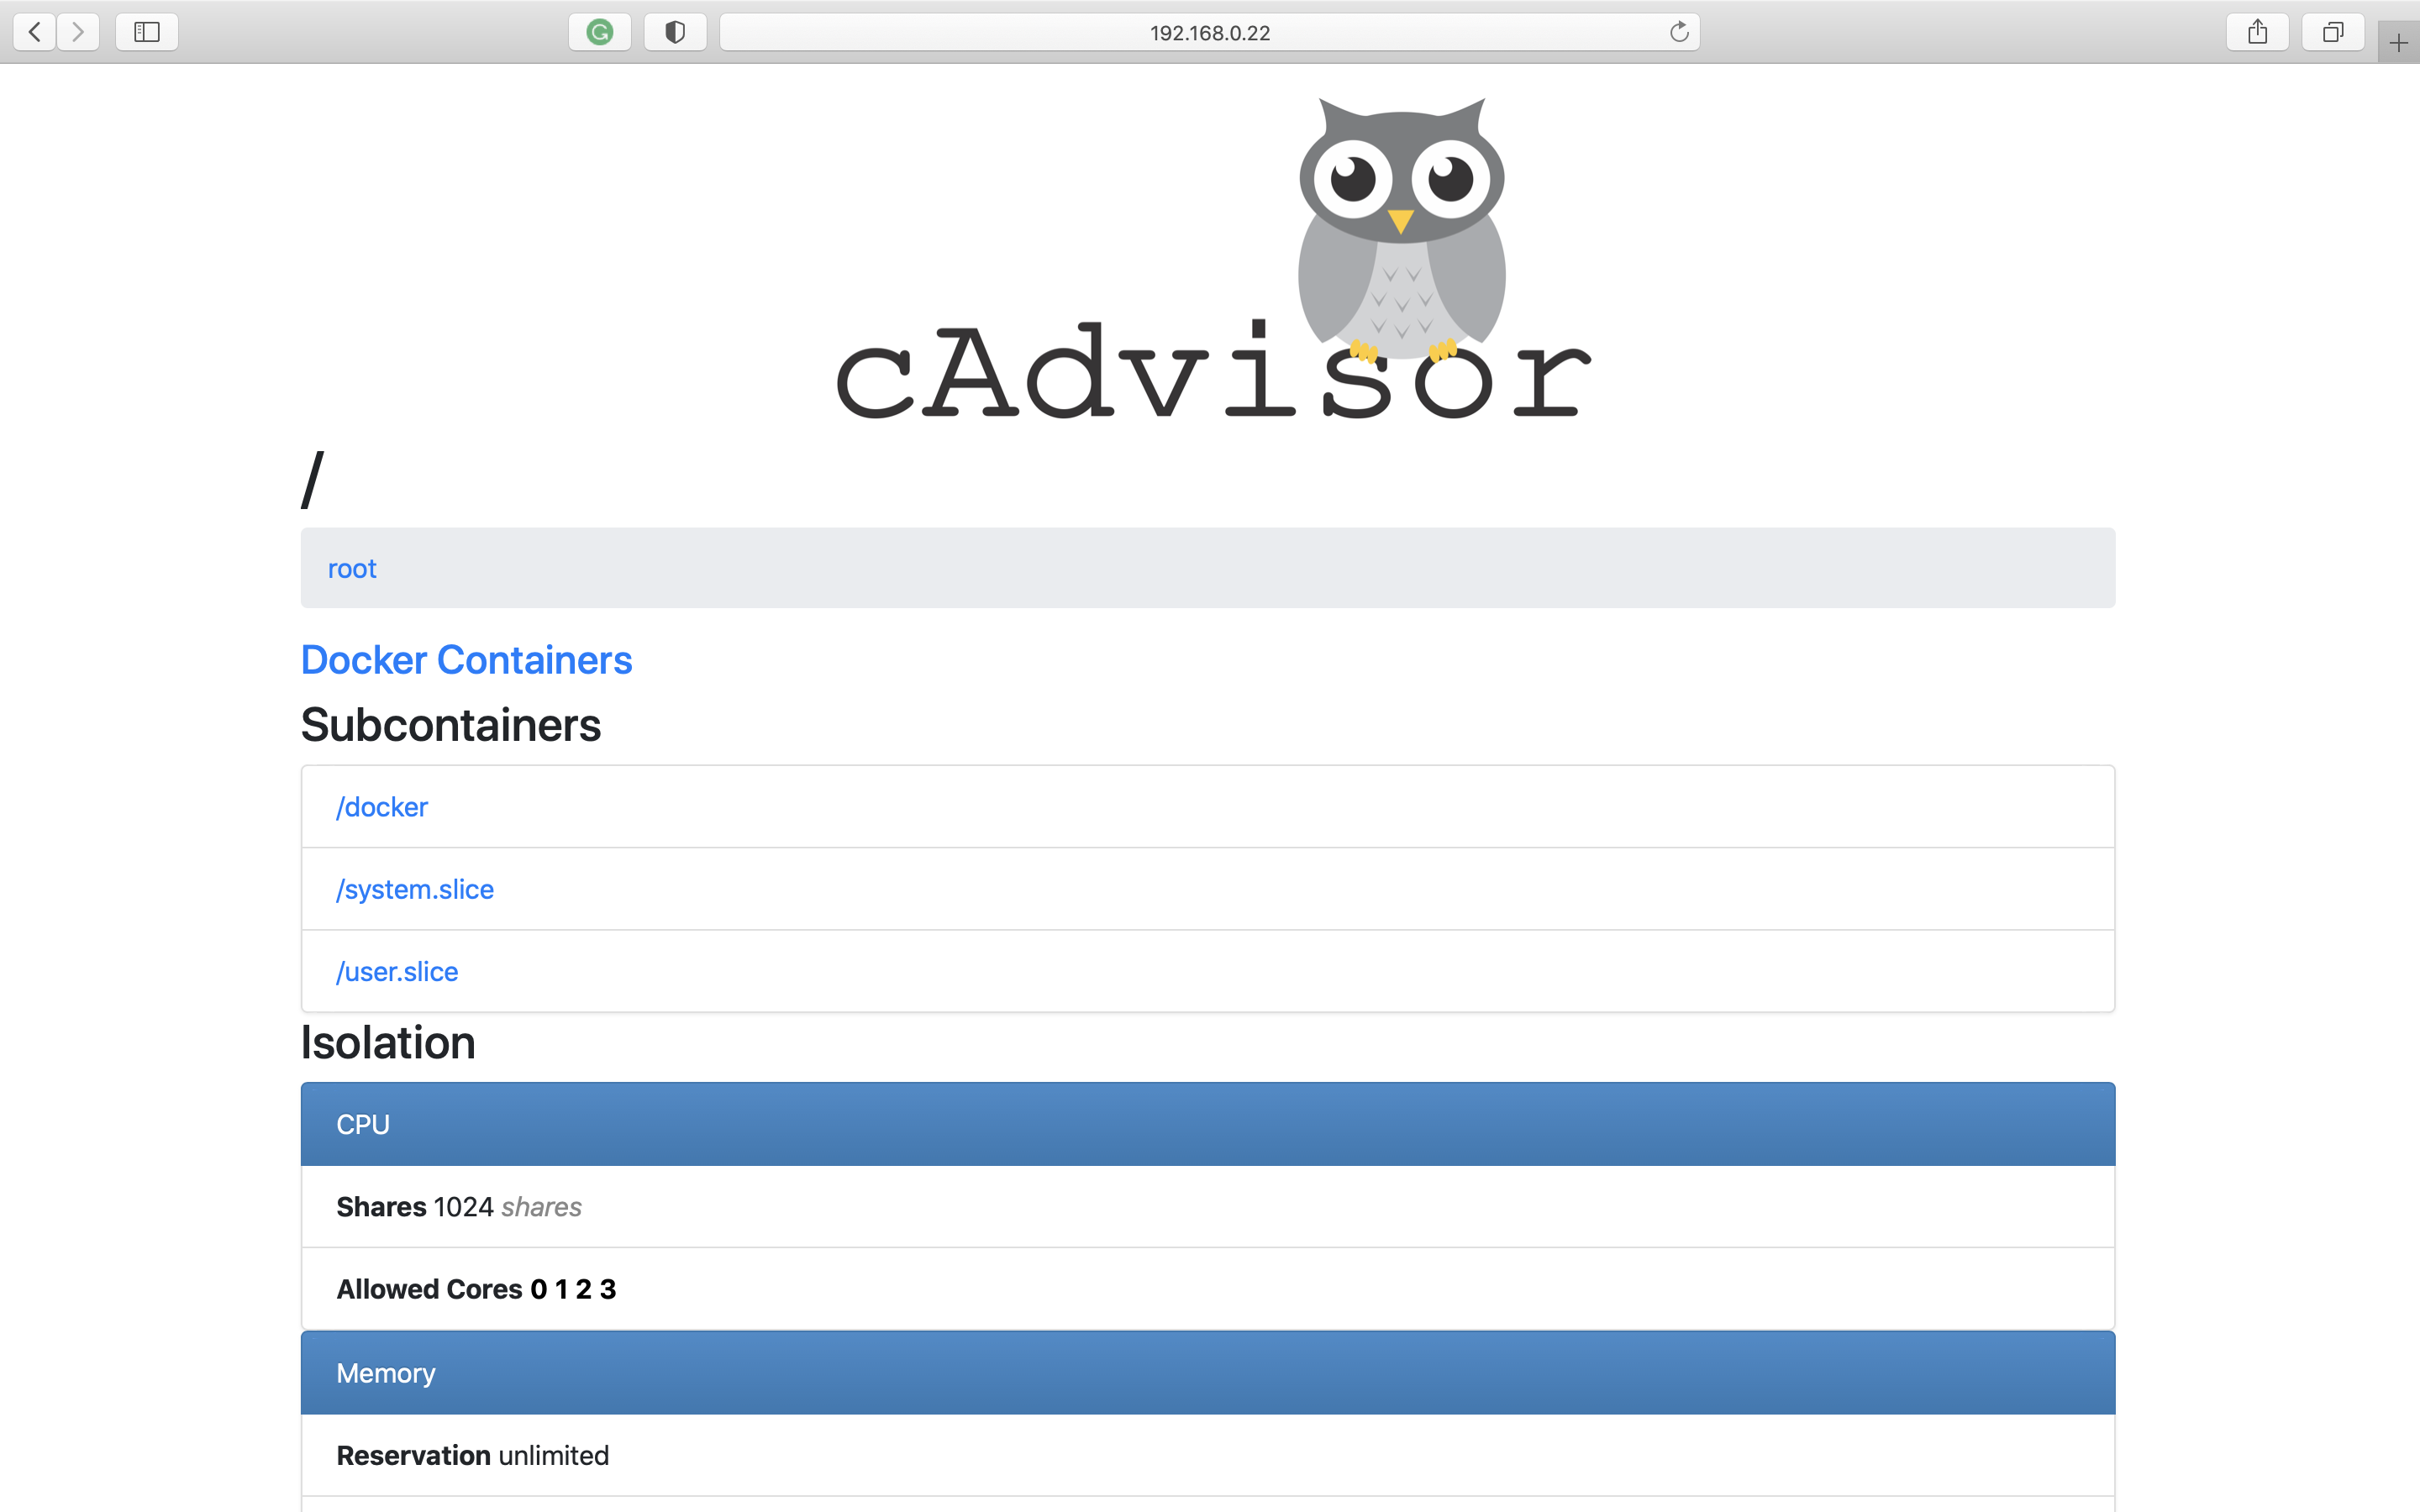 192.168.0.22
cAdvisor
/
root
Docker Containers
Subcontainers
/docker
/system.slice
/user.slice
Isolation
CPU
Shares 1024 shares
Allowed Cores 0 1 2 3
Memory
Reservation unlimited